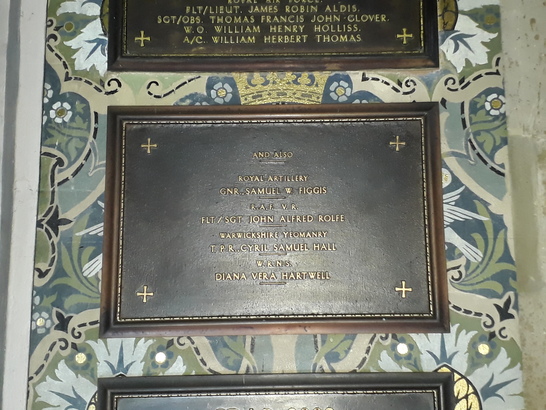 ROYAL AIR FORCE.
FLT/LIEUT. JAMES ROBIN ALDIS.
SGT/OBS. THOMAS FRANCIS JOHN GLOVER.
W.O. WILLIAM HENRY HOLLISS.
A/C. WILLIAM HERBERT THOMAS.
AND ALSO
ROYAL ARTILLERY
GNR. SAMUEL W. FIGGIS
R.A.F. V.R.
FLT/SGT. JOHN ALFRED ROLFE
WARWICKSHIRE YEOMANRY
T.P.R. CYRIL SAMUEL HALL
W.R.N.S.
DIANA VERA HARTWELL